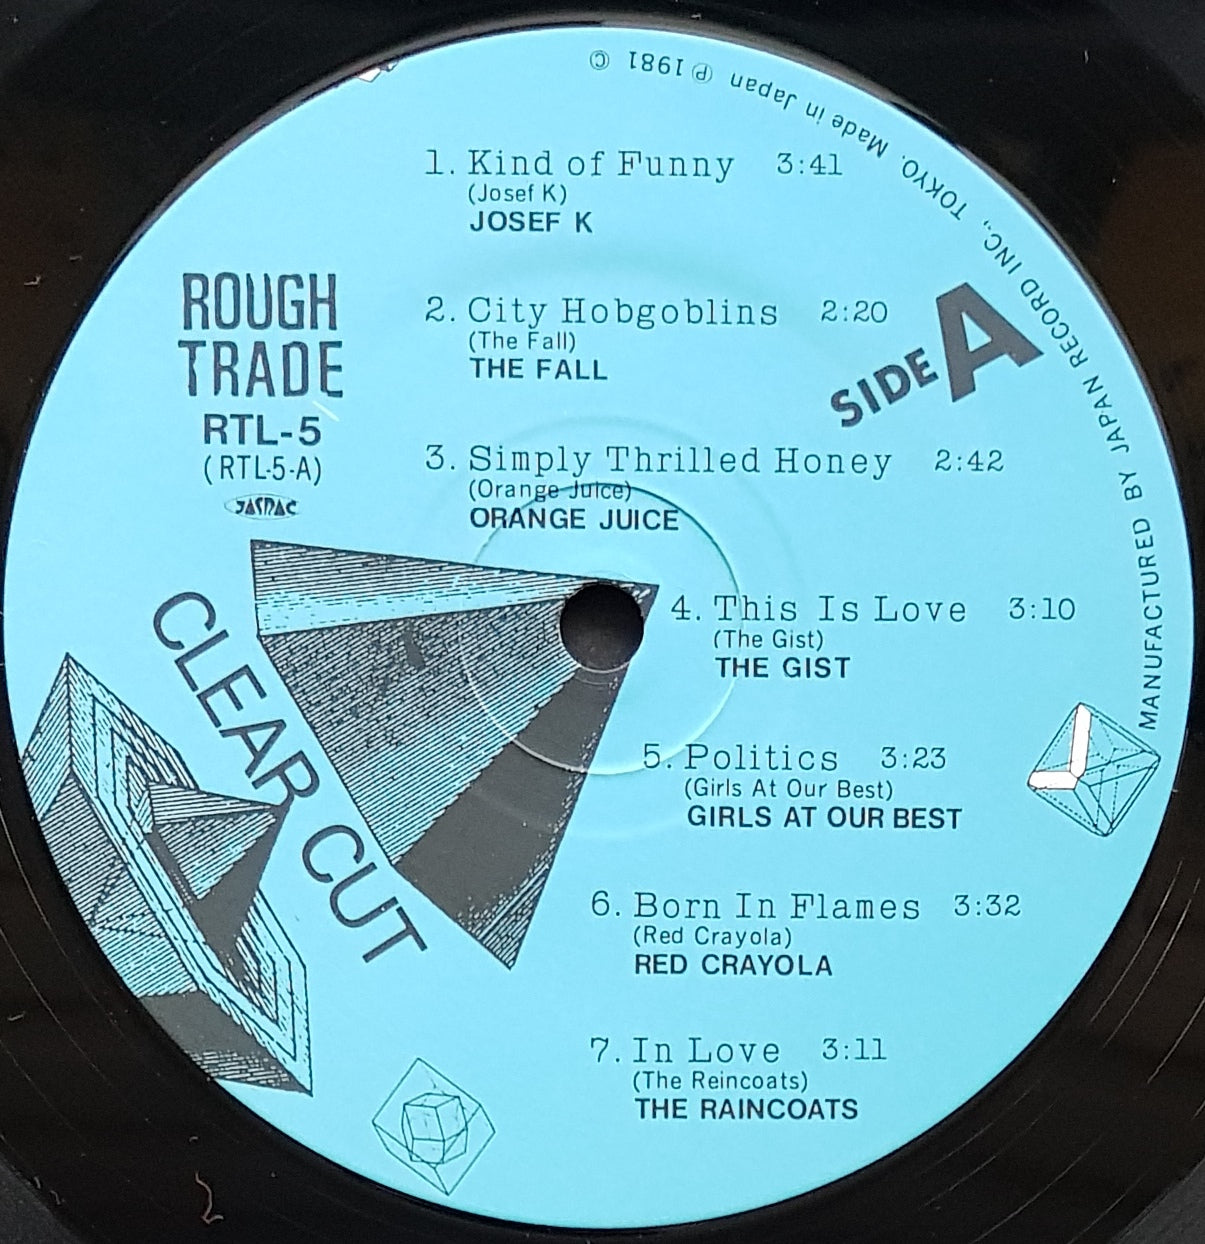 MANUFACTURED BY JAPAN RECORD INC., TOKYO. Made in Japan ℗ 1981 ©
1. Kind of Funny 3:41
(Josef K)
JOSEF K
ROUGH
TRADE
RTL-5
(RTL-5-A)
JASRAC
2. City Hobgoblins 2:20
(The Fall)
THE FALL
SIDE A
3. Simply Thrilled Honey 2:42
(Orange Juice)
ORANGE JUICE
CLEAR CUT
4. This Is Love 3:10
(The Gist)
THE GIST
5. Politics 3:23
(Girls At Our Best)
GIRLS AT OUR BEST
6. Born In Flames 3:32
(Red Crayola)
RED CRAYOLA
7. In Love 3:11
(The Reincoats)
THE RAINCOATS